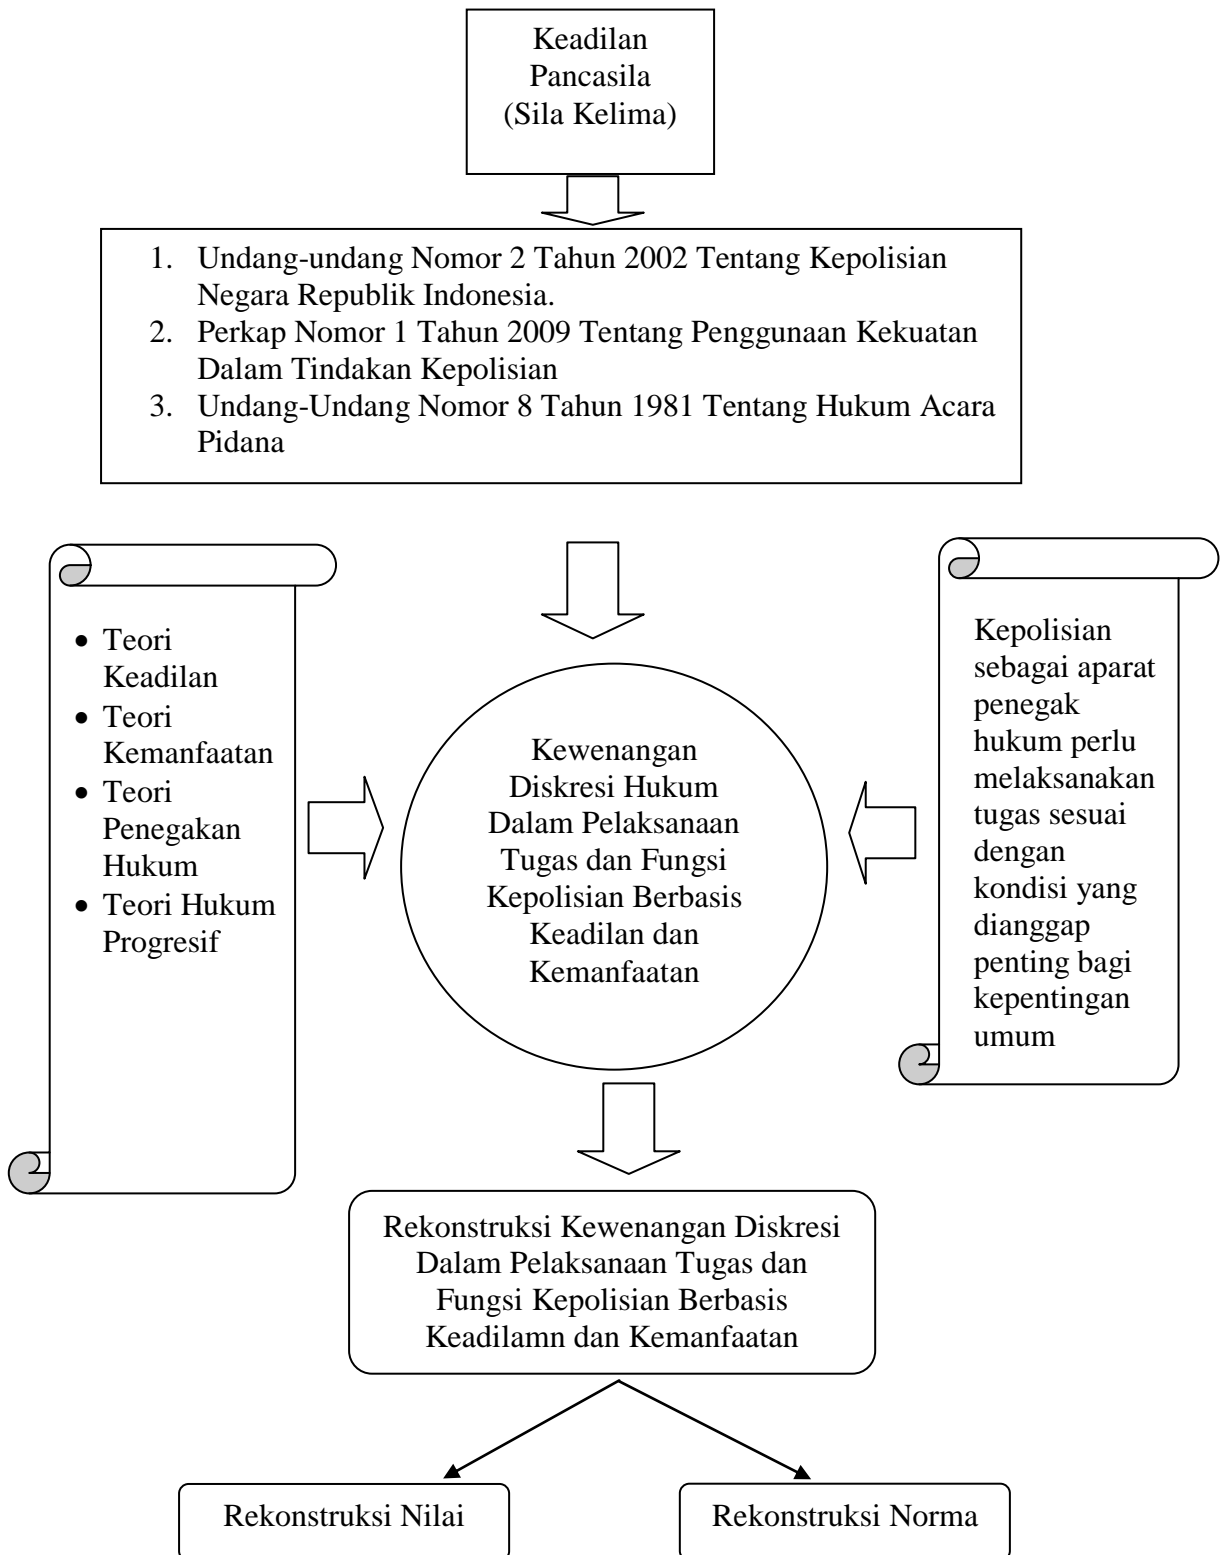 Keadilan
Pancasila
(Sila Kelima)
1. Undang-undang Nomor 2 Tahun 2002 Tentang Kepolisian
Negara Republik Indonesia.
2. Perkap Nomor 1 Tahun 2009 Tentang Penggunaan Kekuatan
Dalam Tindakan Kepolisian
3. Undang-Undang Nomor 8 Tahun 1981 Tentang Hukum Acara
Pidana
• Teori
Keadilan
• Teori
Kemanfaatan
• Teori
Penegakan
Hukum
• Teori Hukum
Progresif
Kewenangan
Diskresi Hukum
Dalam Pelaksanaan
Tugas dan Fungsi
Kepolisian Berbasis
Keadilan dan
Kemanfaatan
Kepolisian
sebagai aparat
penegak
hukum perlu
melaksanakan
tugas sesuai
dengan
kondisi yang
dianggap
penting bagi
kepentingan
umum
Rekonstruksi Kewenangan Diskresi
Dalam Pelaksanaan Tugas dan
Fungsi Kepolisian Berbasis
Keadilamn dan Kemanfaatan
Rekonstruksi Nilai
Rekonstruksi Norma